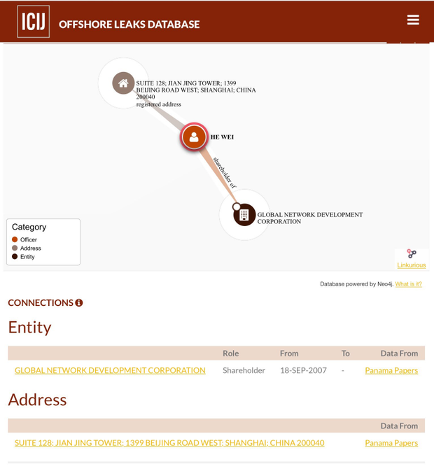 ICIJ OFFSHORE LEAKS DATABASE
SUITE 128; JIAN JING TOWER; 1399
BEIJING ROAD WEST; SHANGHAI; CHINA
200040
registered address
HE WEI
shareholder of
GLOBAL NETWORK DEVELOPMENT
CORPORATION
Category
Officer
Address
Entity
Linkurious
Database powered by Neo4j. What is it?
CONNECTIONS
Entity
Role From To Data From
GLOBAL NETWORK DEVELOPMENT CORPORATION Shareholder 18-SEP-2007 - Panama Papers
Address
Data From
SUITE 128; JIAN JING TOWER; 1399 BEIJING ROAD WEST; SHANGHAI; CHINA 200040 Panama Papers